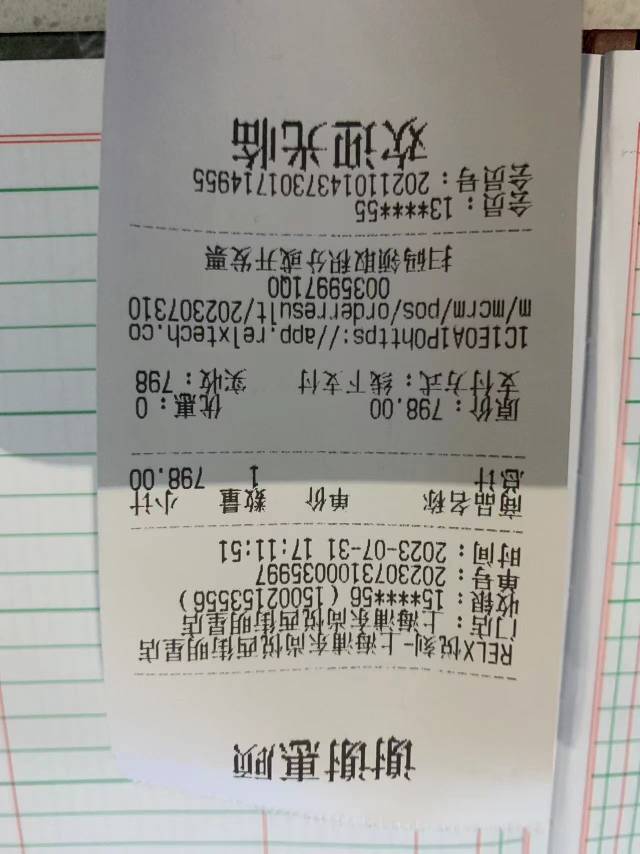 谢谢惠顾
RELX悦刻-上海浦东尚悦西街明星店
门店：上海浦东尚悦西街明星店
收银：15*****56（15002153556）
单号：2023073100035997
时间：2023-07-31 17:11:51
商品名称 单价 数量 小计
总计 1 798.00
原价：798.00 优惠：0
支付方式：线下支付 实收：798
1C1E0A1P0https://app.relxtech.co
m/mcrm/pos/orderresult/202307310
00359971Q0
扫码领取积分或开发票
会员：13****55
会员号：2021101437301714955
欢迎光临